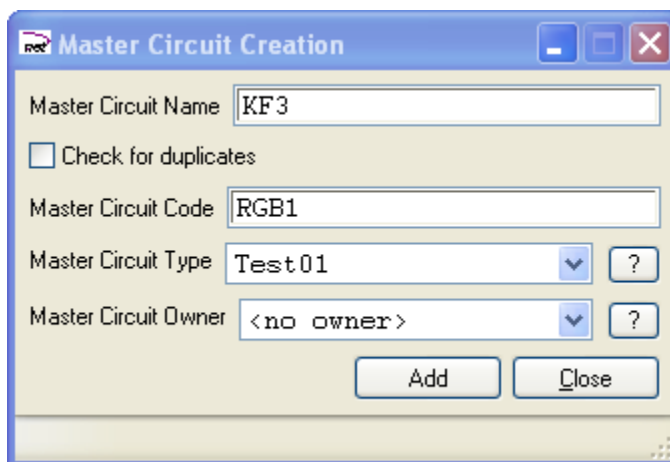 Master Circuit Creation
Master Circuit Name KF3
Check for duplicates
Master Circuit Code RGB1
Master Circuit Type Test01 ?
Master Circuit Owner <no owner> ?
Add Close